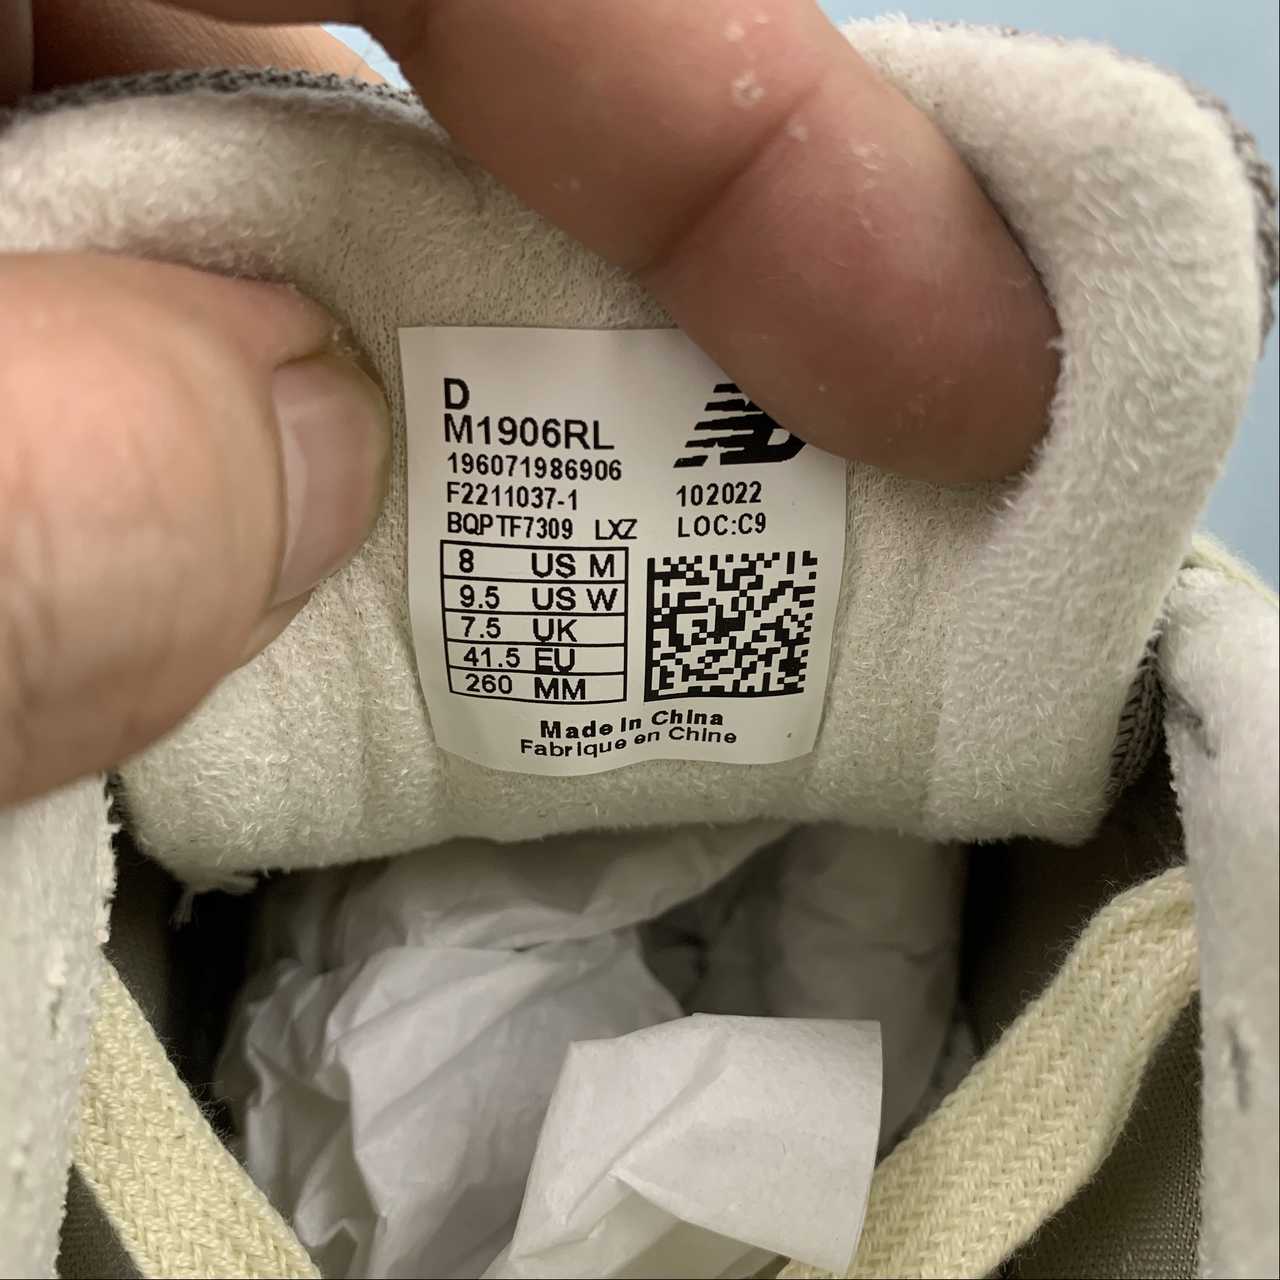 D
M1906RL
196071986906
F2211037-1 102022
BQPTF7309 LXZ LOC:C9
8 US M
9.5 US W
7.5 UK
41.5 EU
260 MM
Made In China
Fabrique en Chine